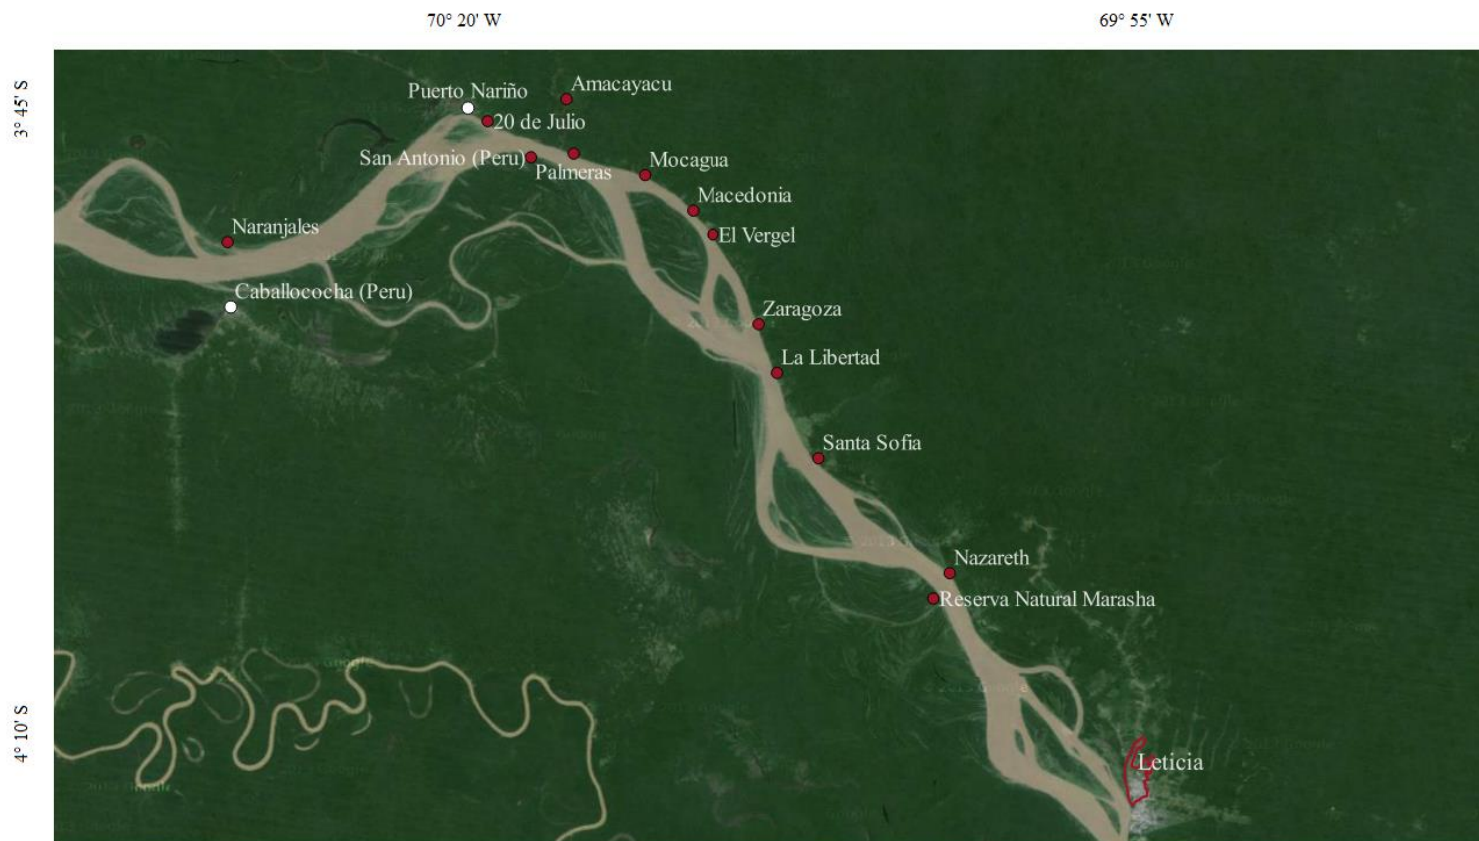 70° 20' W
69° 55' W
3° 45' S
Amacayacu
Puerto Nariño
20 de Julio
San Antonio (Peru)
Palmeras
Mocagua
Macedonia
Naranjales
El Vergel
Caballococha (Peru)
Zaragoza
La Libertad
Santa Sofia
Nazareth
Reserva Natural Marasha
4° 10' S
Leticia